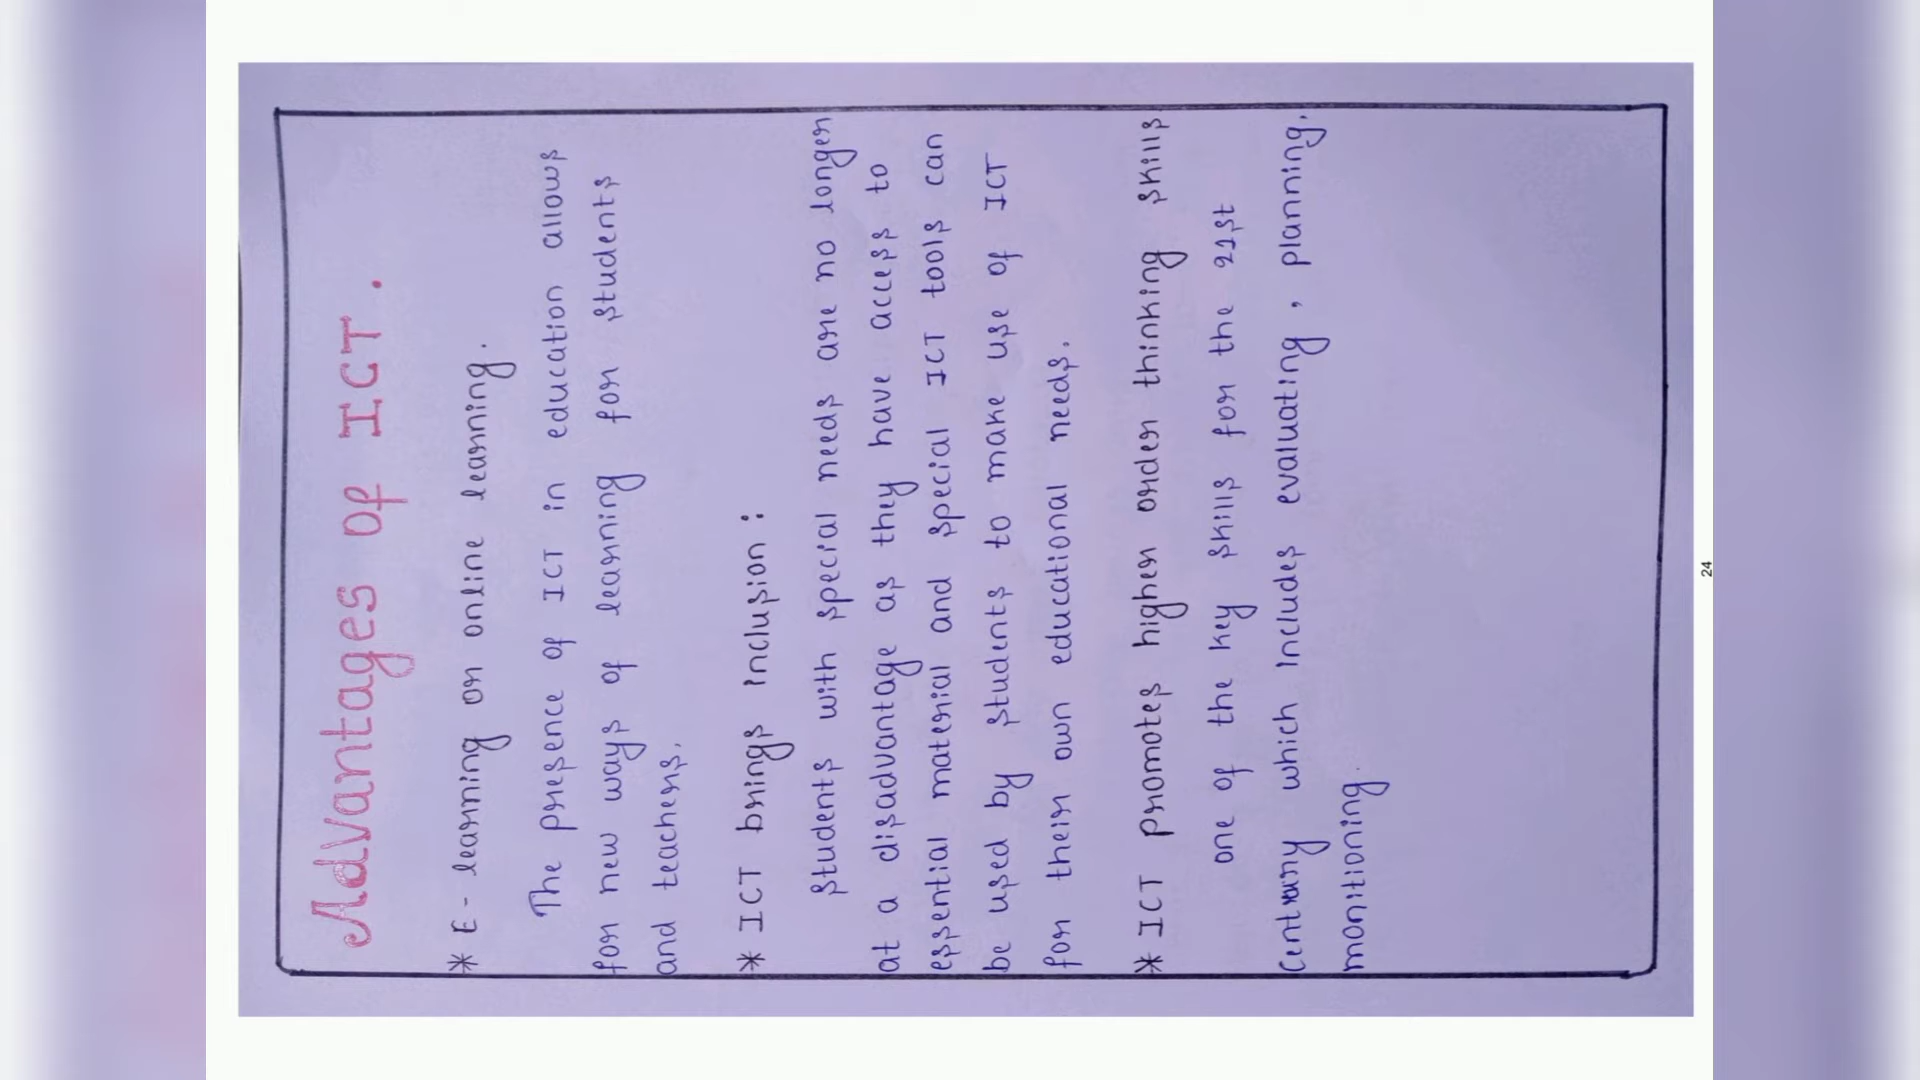 Advantages of ICT.
* E-learning or online learning.
The presence of ICT in education allows
for new ways of learning for students
and teachers.
* ICT brings inclusion :
students with special needs are no longer
at a disadvantage as they have access to
essential material and special ICT tools can
be used by students to make use of ICT
for their own educational needs.
* ICT promotes higher order thinking skills
one of the key skills for the 21st
Century which includes evaluating, planning,
monitioring.
24